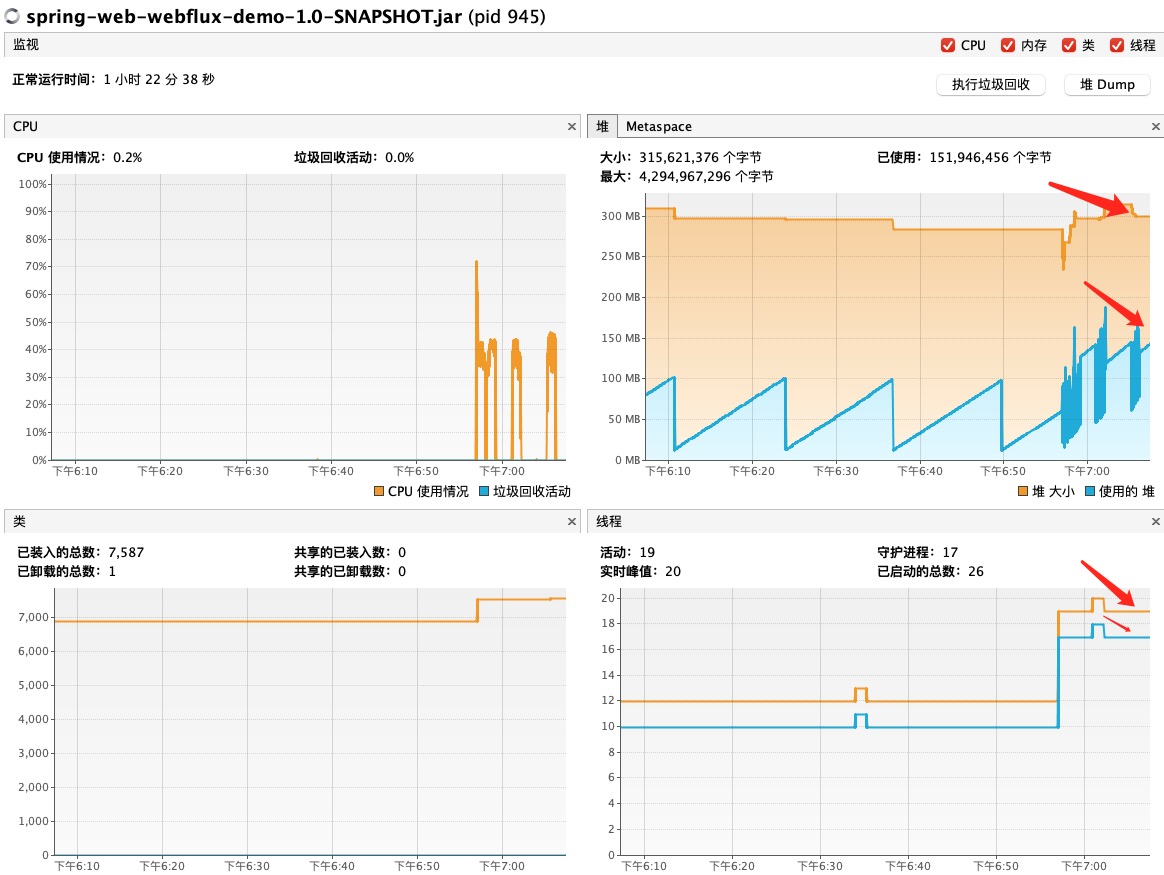 spring-web-webflux-demo-1.0-SNAPSHOT.jar (pid 945)
监视
CPU 内存 类 线程
正常运行时间: 1 小时 22 分 38 秒
执行垃圾回收 堆 Dump
CPU
CPU 使用情况: 0.2% 垃圾回收活动: 0.0%
100%
90%
80%
70%
60%
50%
40%
30%
20%
10%
0%
下午6:10 下午6:20 下午6:30 下午6:40 下午6:50 下午7:00
CPU 使用情况 垃圾回收活动
堆 Metaspace
大小: 315,621,376 个字节 已使用: 151,946,456 个字节
最大: 4,294,967,296 个字节
300 MB
250 MB
200 MB
150 MB
100 MB
50 MB
0 MB
下午6:10 下午6:20 下午6:30 下午6:40 下午6:50 下午7:00
堆 大小 使用的 堆
类
已装入的总数: 7,587 共享的已装入数: 0
已卸载的总数: 1 共享的已卸载数: 0
7,000
6,000
5,000
4,000
3,000
2,000
1,000
0
下午6:10 下午6:20 下午6:30 下午6:40 下午6:50 下午7:00
线程
活动: 19 守护进程: 17
实时峰值: 20 已启动的总数: 26
20
18
16
14
12
10
8
6
4
2
0
下午6:10 下午6:20 下午6:30 下午6:40 下午6:50 下午7:00